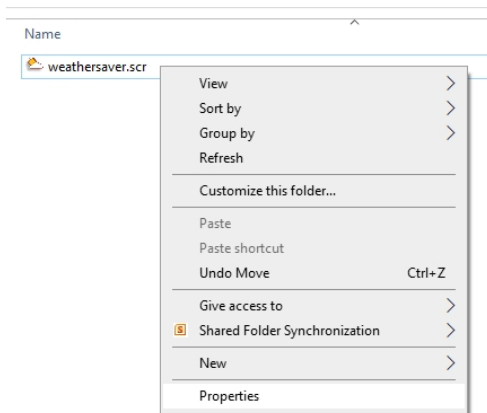 Name
weathersaver.scr
View
Sort by
Group by
Refresh
Customize this folder...
Paste
Paste shortcut
Undo Move Ctrl+Z
Give access to
S Shared Folder Synchronization
New
Properties